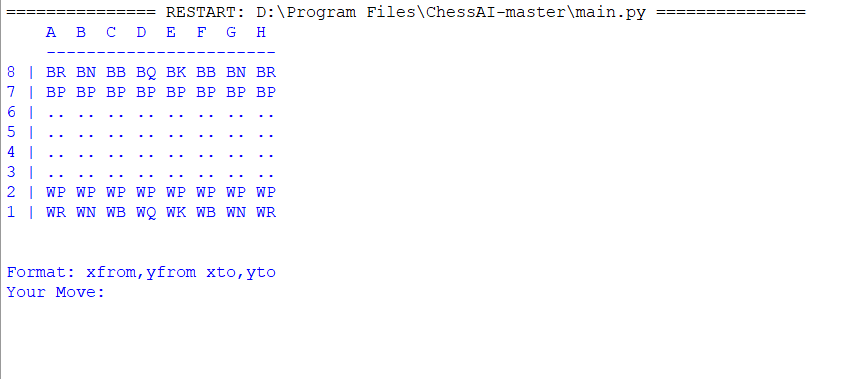 =============== RESTART: D:\Program Files\ChessAI-master\main.py ===============
    A  B  C  D  E  F  G  H
    -----------------------
8 | BR BN BB BQ BK BB BN BR
7 | BP BP BP BP BP BP BP BP
6 | .. .. .. .. .. .. .. ..
5 | .. .. .. .. .. .. .. ..
4 | .. .. .. .. .. .. .. ..
3 | .. .. .. .. .. .. .. ..
2 | WP WP WP WP WP WP WP WP
1 | WR WN WB WQ WK WB WN WR
Format: xfrom,yfrom xto,yto
Your Move: